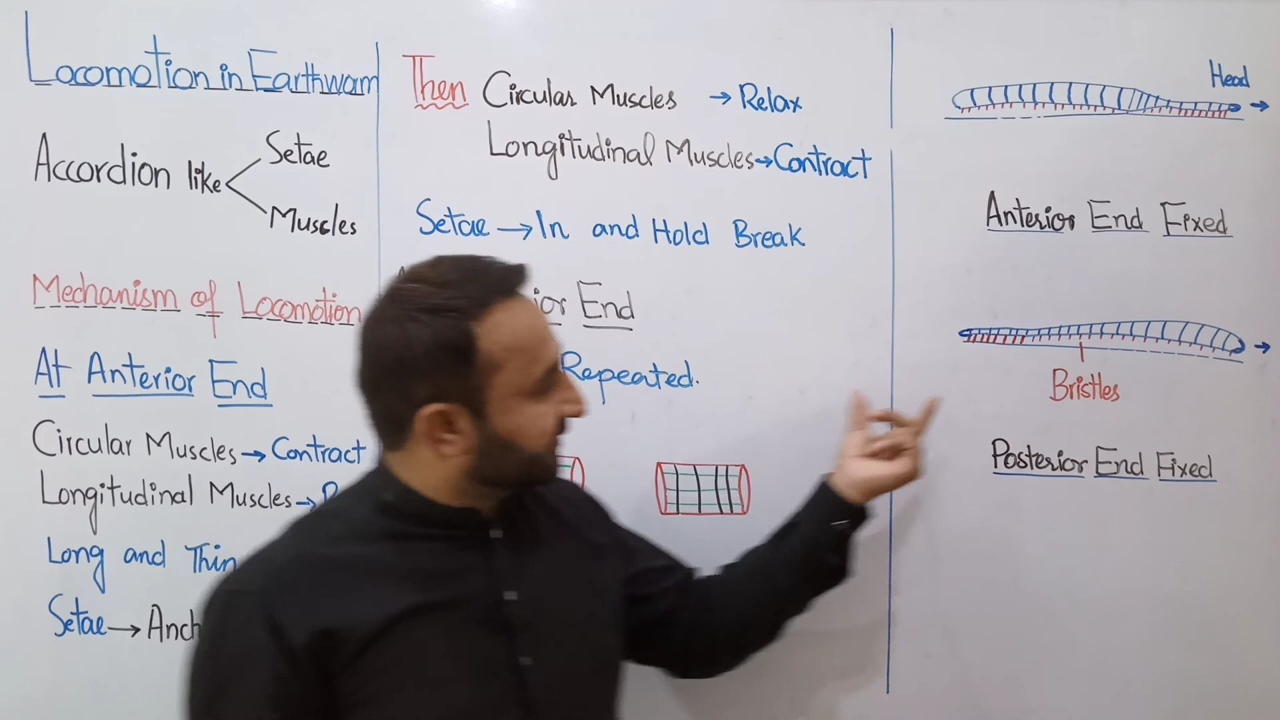 Locomotion in Earthwarm
Accordion like
Setae
Muscles
Mechanism of Locomotion
At Anterior End
Circular Muscles → Contract
Longitudinal Muscles →
Long and Thin
Setae →
Then Circular Muscles → Relax
Longitudinal Muscles → Contract
Setae → In and Hold Break
End
Repeated.
Head
Anterior End Fixed
Bristles
Posterior End Fixed